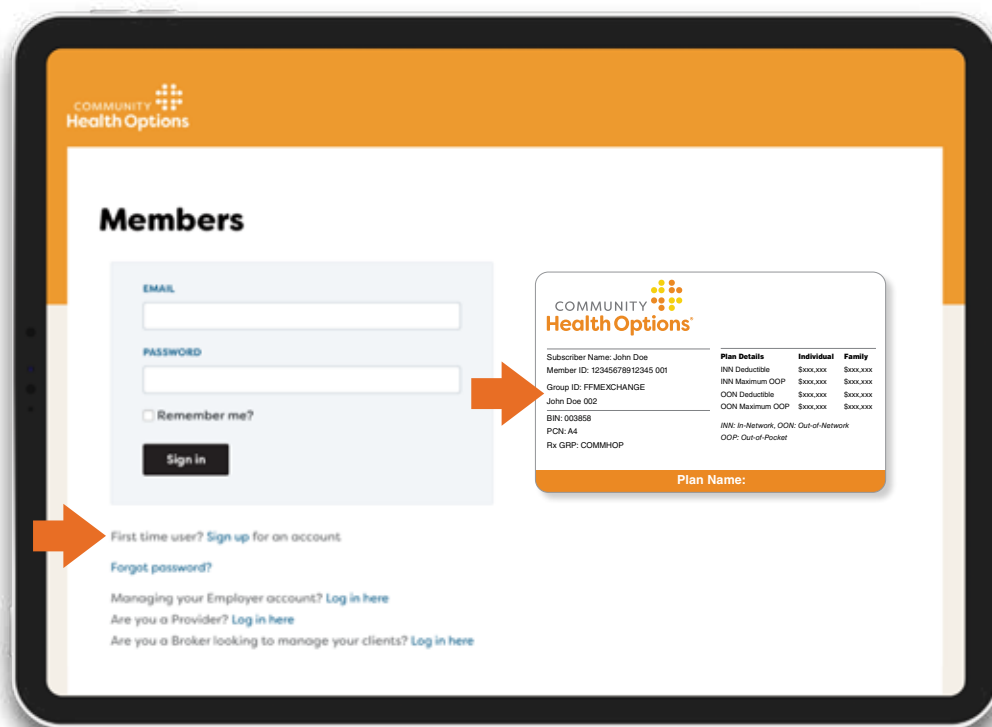 COMMUNITY
Health Options
Members
EMAIL
PASSWORD
Remember me?
Sign in
First time user? Sign up for an account
Forgot password?
Managing your Employer account? Log in here
Are you a Provider? Log in here
Are you a Broker looking to manage your clients? Log in here
COMMUNITY
Health Options
Subscriber Name: John Doe
Member ID: 12345678912345 001
Group ID: FFMEXCHANGE
John Doe 002
BIN: 003858
PCN: A4
Rx GRP: COMMHOP
Plan Details Individual Family
INN Deductible $xxx,xxx $xxx,xxx
INN Maximum OOP $xxx,xxx $xxx,xxx
OON Deductible $xxx,xxx $xxx,xxx
OON Maximum OOP $xxx,xxx $xxx,xxx
INN: In-Network, OON: Out-of-Network
OOP: Out-of-Pocket
Plan Name: